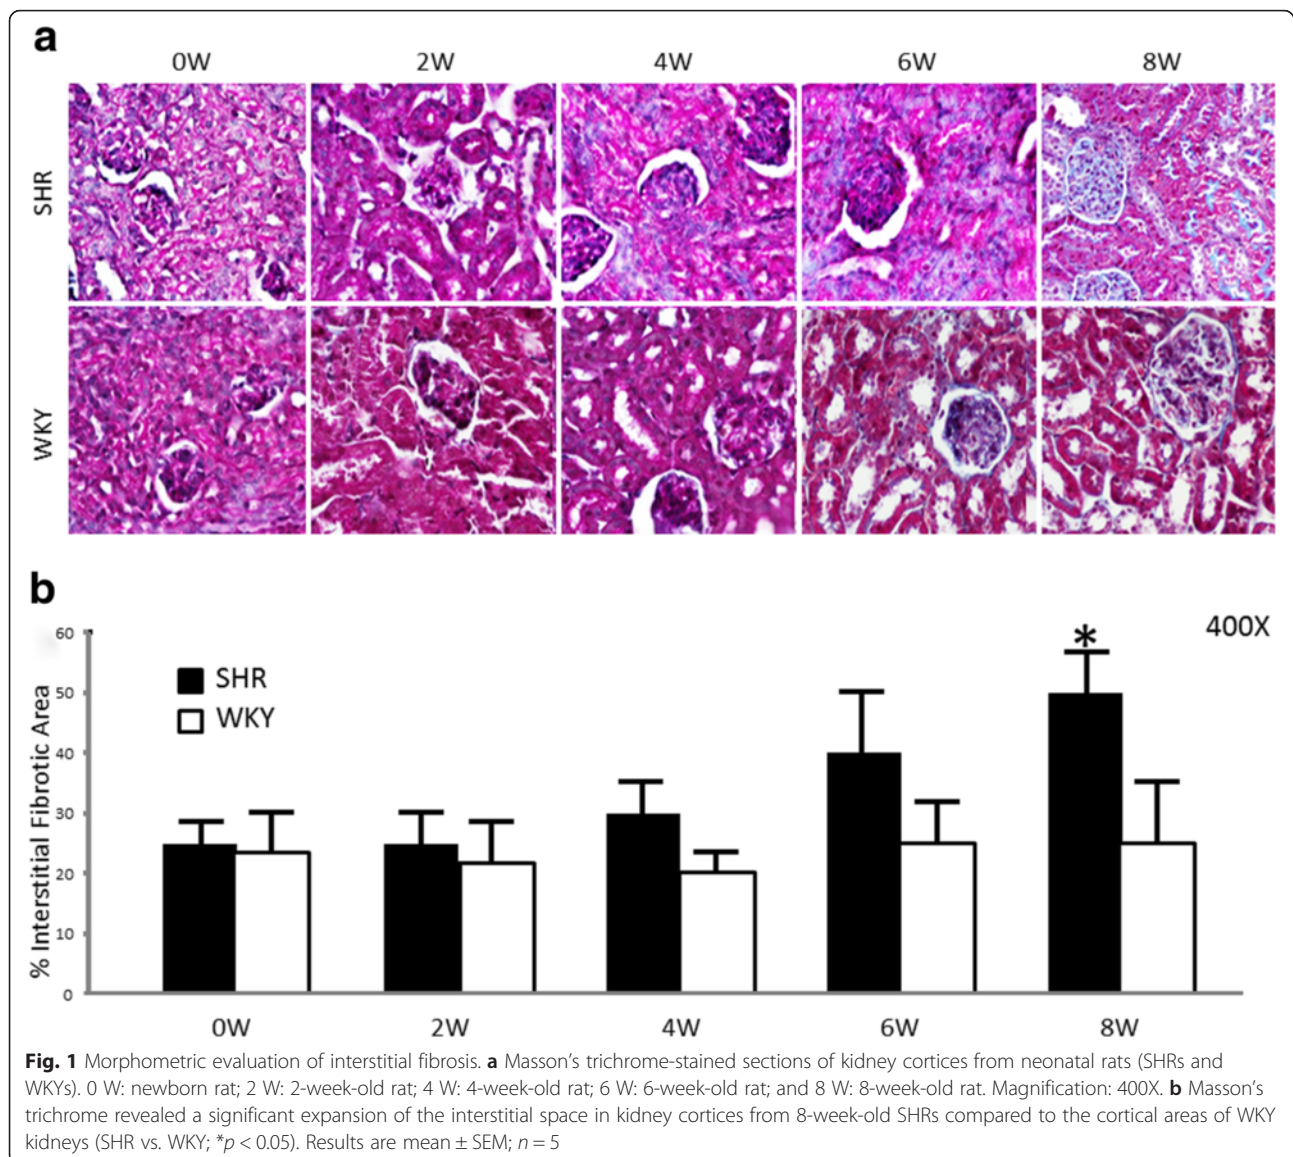 a
0W 2W 4W 6W 8W
SHR
WKY
b
400X
% Interstitial Fibrotic Area
60
50
40
30
20
10
0
SHR
WKY
*
0W 2W 4W 6W 8W
Fig. 1 Morphometric evaluation of interstitial fibrosis. a Masson's trichrome-stained sections of kidney cortices from neonatal rats (SHRs and
WKYs). 0 W: newborn rat; 2 W: 2-week-old rat; 4 W: 4-week-old rat; 6 W: 6-week-old rat; and 8 W: 8-week-old rat. Magnification: 400X. b Masson's
trichrome revealed a significant expansion of the interstitial space in kidney cortices from 8-week-old SHRs compared to the cortical areas of WKY
kidneys (SHR vs. WKY; *p < 0.05). Results are mean ± SEM; n = 5